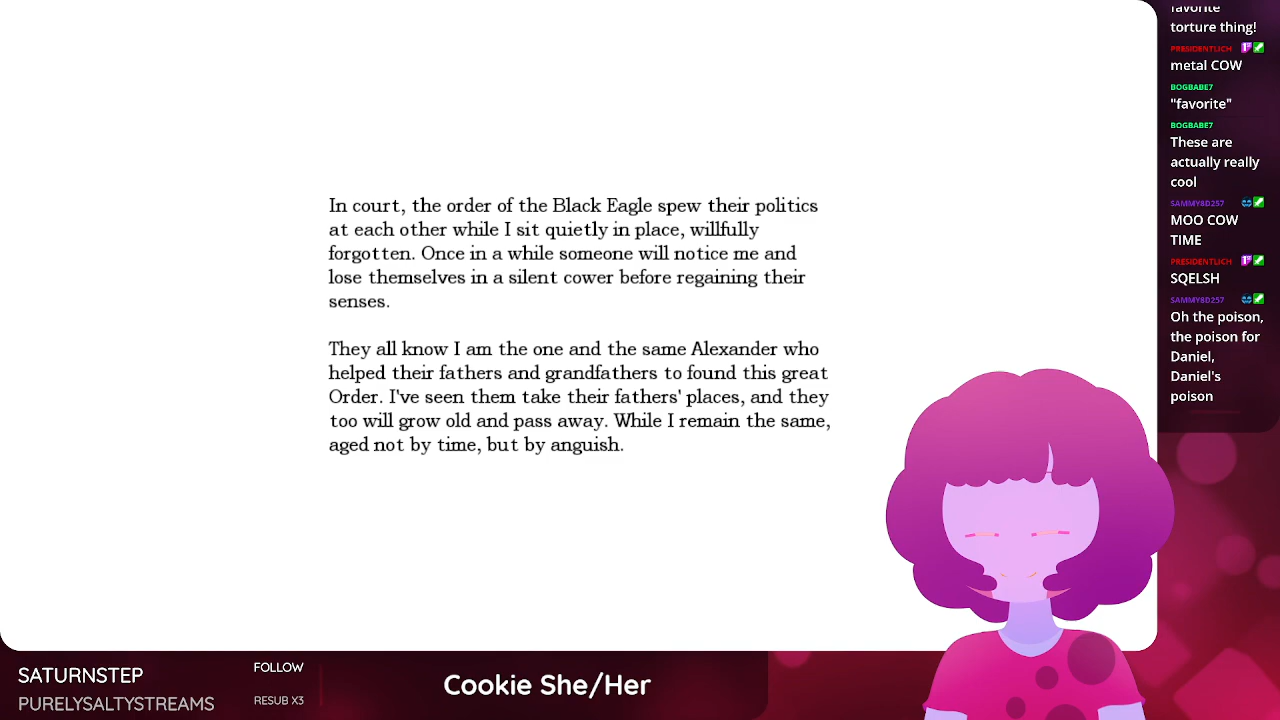 In court, the order of the Black Eagle spew their politics
at each other while I sit quietly in place, willfully
forgotten. Once in a while someone will notice me and
lose themselves in a silent cower before regaining their
senses.
They all know I am the one and the same Alexander who
helped their fathers and grandfathers to found this great
Order. I've seen them take their fathers' places, and they
too will grow old and pass away. While I remain the same,
aged not by time, but by anguish.
favorite
torture thing!
PRESIDENTLICH
metal COW
BOGBABE7
"favorite"
BOGBABE7
These are
actually really
cool
SAMMY8D257
MOO COW
TIME
PRESIDENTLICH
SQELSH
SAMMY8D257
Oh the poison,
the poison for
Daniel,
Daniel's
poison
SATURNSTEP
FOLLOW
PURELYSALTYSTREAMS
RESUB X3
Cookie She/Her